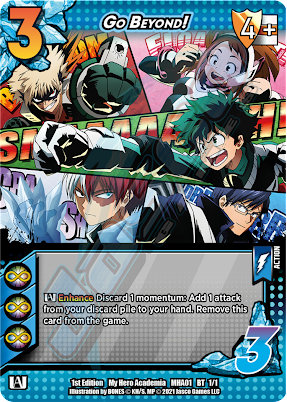 3
GO BEYOND!
4+
ACTION
Enhance Discard 1 momentum: Add 1 attack
from your discard pile to your hand. Remove this
card from the game.
3
1st Edition My Hero Academia MHA01 BT 1/1
Illustration by BONES © KH/S, MP © 2021 Jasco Games LLC